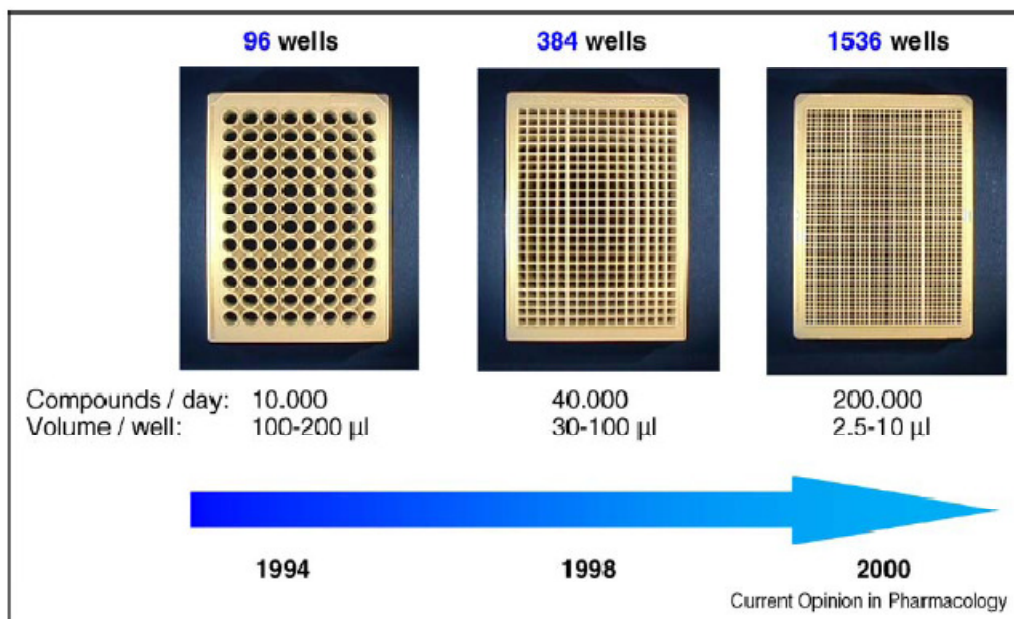 96 wells 384 wells 1536 wells
Compounds / day: 10.000 40.000 200.000
Volume / well: 100-200 µl 30-100 µl 2.5-10 µl
1994 1998 2000
Current Opinion in Pharmacology